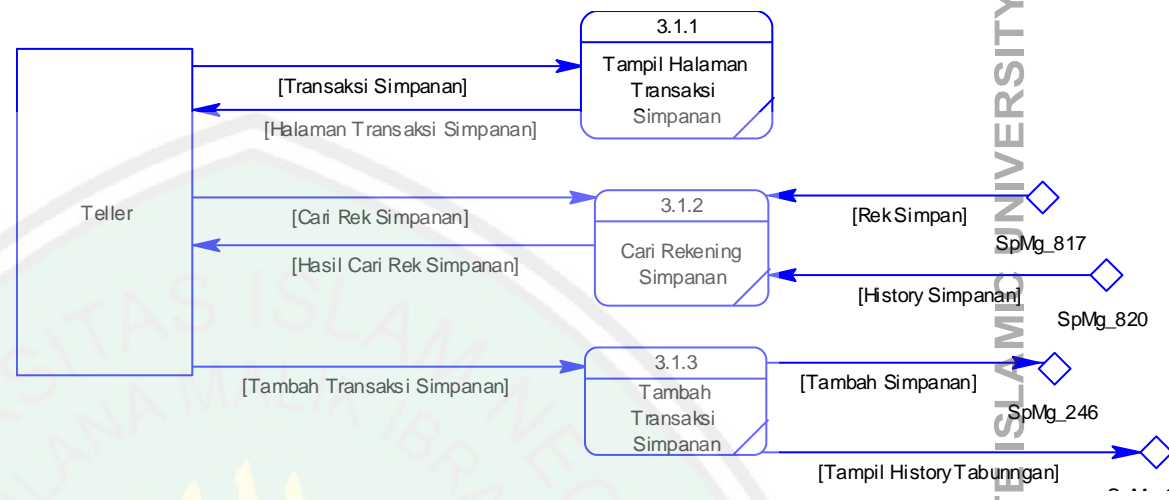 3.1.1
Tampil Halaman
Transaksi
Simpanan
[Transaksi Simpanan]
[Halaman Transaksi Simpanan]
Teller
3.1.2
Cari Rekening
Simpanan
[Cari Rek Simpanan]
[Hasil Cari Rek Simpanan]
[Rek Simpan]
SpMg_817
[History Simpanan]
SpMg_820
3.1.3
Tambah
Transaksi
Simpanan
[Tambah Transaksi Simpanan]
[Tambah Simpanan]
SpMg_246
[Tampil History Tabunngan]
ISLAMIC UNIVERSITY